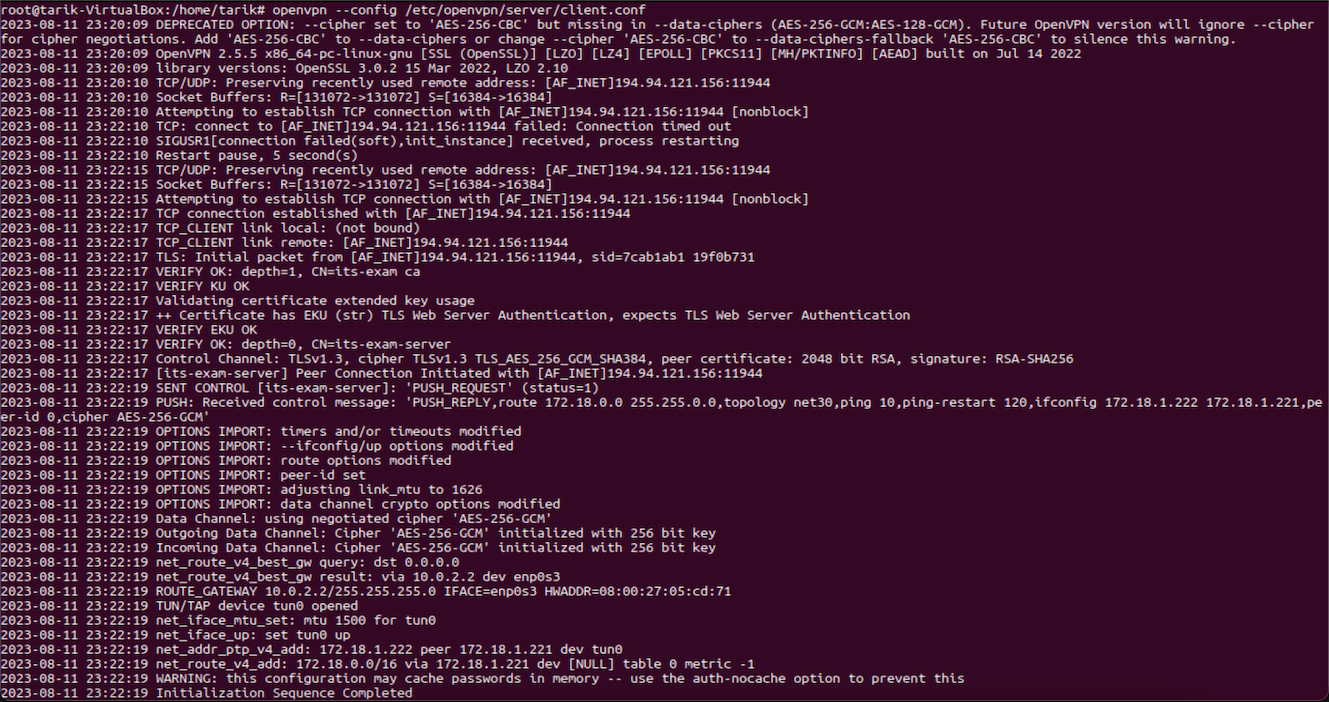 root@tarik-VirtualBox:/home/tarik# openvpn --config /etc/openvpn/server/client.conf
2023-08-11 23:20:09 DEPRECATED OPTION: --cipher set to 'AES-256-CBC' but missing in --data-ciphers (AES-256-GCM:AES-128-GCM). Future OpenVPN version will ignore --cipher
for cipher negotiations. Add 'AES-256-CBC' to --data-ciphers or change --cipher 'AES-256-CBC' to --data-ciphers-fallback 'AES-256-CBC' to silence this warning.
2023-08-11 23:20:09 OpenVPN 2.5.5 x86_64-pc-linux-gnu [SSL (OpenSSL)] [LZO] [LZ4] [EPOLL] [PKCS11] [MH/PKTINFO] [AEAD] built on Jul 14 2022
2023-08-11 23:20:09 library versions: OpenSSL 3.0.2 15 Mar 2022, LZO 2.10
2023-08-11 23:20:10 TCP/UDP: Preserving recently used remote address: [AF_INET]194.94.121.156:11944
2023-08-11 23:20:10 Socket Buffers: R=[131072->131072] S=[16384->16384]
2023-08-11 23:20:10 Attempting to establish TCP connection with [AF_INET]194.94.121.156:11944 [nonblock]
2023-08-11 23:22:10 TCP: connect to [AF_INET]194.94.121.156:11944 failed: Connection timed out
2023-08-11 23:22:10 SIGUSR1[connection failed(soft),init_instance] received, process restarting
2023-08-11 23:22:10 Restart pause, 5 second(s)
2023-08-11 23:22:15 TCP/UDP: Preserving recently used remote address: [AF_INET]194.94.121.156:11944
2023-08-11 23:22:15 Socket Buffers: R=[131072->131072] S=[16384->16384]
2023-08-11 23:22:15 Attempting to establish TCP connection with [AF_INET]194.94.121.156:11944 [nonblock]
2023-08-11 23:22:17 TCP connection established with [AF_INET]194.94.121.156:11944
2023-08-11 23:22:17 TCP_CLIENT link local: (not bound)
2023-08-11 23:22:17 TCP_CLIENT link remote: [AF_INET]194.94.121.156:11944
2023-08-11 23:22:17 TLS: Initial packet from [AF_INET]194.94.121.156:11944, sid=7cab1ab1 19f0b731
2023-08-11 23:22:17 VERIFY OK: depth=1, CN=its-exam ca
2023-08-11 23:22:17 VERIFY KU OK
2023-08-11 23:22:17 Validating certificate extended key usage
2023-08-11 23:22:17 ++ Certificate has EKU (str) TLS Web Server Authentication, expects TLS Web Server Authentication
2023-08-11 23:22:17 VERIFY EKU OK
2023-08-11 23:22:17 VERIFY OK: depth=0, CN=its-exam-server
2023-08-11 23:22:17 Control Channel: TLSv1.3, cipher TLSv1.3 TLS_AES_256_GCM_SHA384, peer certificate: 2048 bit RSA, signature: RSA-SHA256
2023-08-11 23:22:17 [its-exam-server] Peer Connection Initiated with [AF_INET]194.94.121.156:11944
2023-08-11 23:22:19 SENT CONTROL [its-exam-server]: 'PUSH_REQUEST' (status=1)
2023-08-11 23:22:19 PUSH: Received control message: 'PUSH_REPLY,route 172.18.0.0 255.255.0.0,topology net30,ping 10,ping-restart 120,ifconfig 172.18.1.222 172.18.1.221,pe
er-id 0,cipher AES-256-GCM'
2023-08-11 23:22:19 OPTIONS IMPORT: timers and/or timeouts modified
2023-08-11 23:22:19 OPTIONS IMPORT: --ifconfig/up options modified
2023-08-11 23:22:19 OPTIONS IMPORT: route options modified
2023-08-11 23:22:19 OPTIONS IMPORT: peer-id set
2023-08-11 23:22:19 OPTIONS IMPORT: adjusting link_mtu to 1626
2023-08-11 23:22:19 OPTIONS IMPORT: data channel crypto options modified
2023-08-11 23:22:19 Data Channel: using negotiated cipher 'AES-256-GCM'
2023-08-11 23:22:19 Outgoing Data Channel: Cipher 'AES-256-GCM' initialized with 256 bit key
2023-08-11 23:22:19 Incoming Data Channel: Cipher 'AES-256-GCM' initialized with 256 bit key
2023-08-11 23:22:19 net_route_v4_best_gw query: dst 0.0.0.0
2023-08-11 23:22:19 net_route_v4_best_gw result: via 10.0.2.2 dev enp0s3
2023-08-11 23:22:19 ROUTE_GATEWAY 10.0.2.2/255.255.255.0 IFACE=enp0s3 HWADDR=08:00:27:05:cd:71
2023-08-11 23:22:19 TUN/TAP device tun0 opened
2023-08-11 23:22:19 net_iface_mtu_set: mtu 1500 for tun0
2023-08-11 23:22:19 net_iface_up: set tun0 up
2023-08-11 23:22:19 net_addr_ptp_v4_add: 172.18.1.222 peer 172.18.1.221 dev tun0
2023-08-11 23:22:19 net_route_v4_add: 172.18.0.0/16 via 172.18.1.221 dev [NULL] table 0 metric -1
2023-08-11 23:22:19 WARNING: this configuration may cache passwords in memory -- use the auth-nocache option to prevent this
2023-08-11 23:22:19 Initialization Sequence Completed